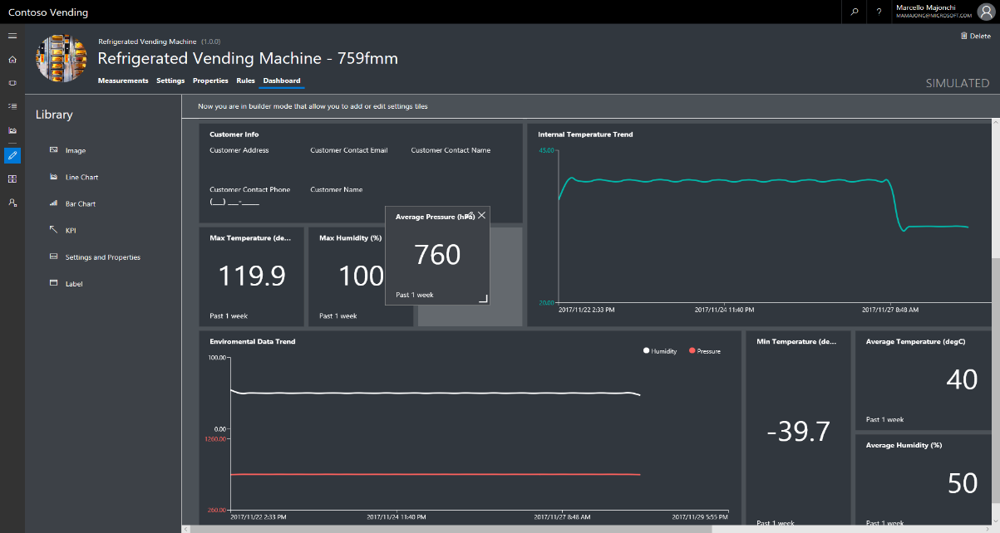 Contoso Vending
?
Marcello Majonchi
MAMAJONC@MICROSOFT.COM
Refrigerated Vending Machine (1.0.0)
Refrigerated Vending Machine - 759fmm
Delete
Measurements Settings Properties Rules Dashboard
SIMULATED
Library
Image
Line Chart
Bar Chart
KPI
Settings and Properties
Label
Now you are in builder mode that allow you to add or edit settings tiles
Customer Info
Customer Address Customer Contact Email Customer Contact Name
Customer Contact Phone Customer Name
(__) ___-____
Max Temperature (de...
119.9
Past 1 week
Max Humidity (%)
100
Past 1 week
Average Pressure (hPa)
760
Past 1 week
Internal Temperature Trend
45.00
20.00
2017/11/22 2:33 PM 2017/11/24 11:40 PM 2017/11/27 8:48 AM
Enviromental Data Trend
Humidity Pressure
100.00
0.00
1260.00
260.00
2017/11/22 2:33 PM 2017/11/24 11:40 PM 2017/11/27 8:48 AM 2017/11/29 5:55 PM
Min Temperature (de...
-39.7
Past 1 week
Average Temperature (degC)
40
Past 1 week
Average Humidity (%)
50
Past 1 week